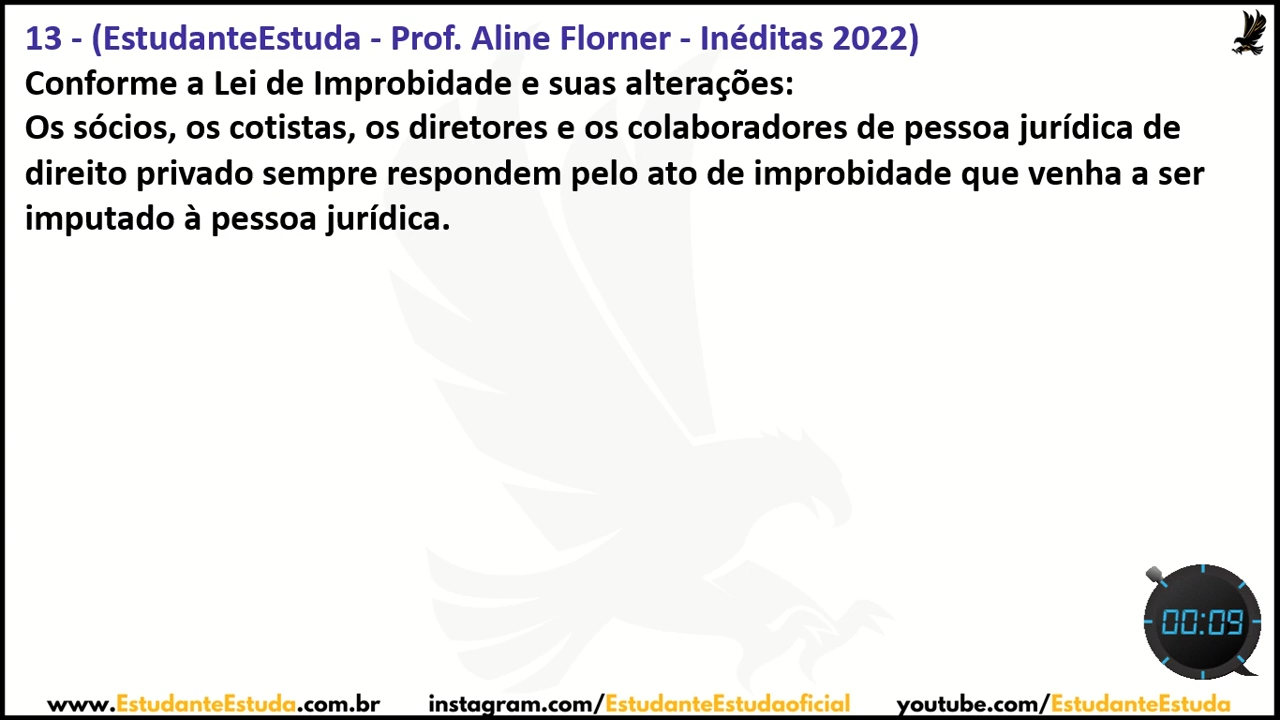 13 - (EstudanteEstuda - Prof. Aline Florner - Inéditas 2022)
Conforme a Lei de Improbidade e suas alterações:
Os sócios, os cotistas, os diretores e os colaboradores de pessoa jurídica de
direito privado sempre respondem pelo ato de improbidade que venha a ser
imputado à pessoa jurídica.
00:09
www.EstudanteEstuda.com.br instagram.com/EstudanteEstudaoficial youtube.com/EstudanteEstuda